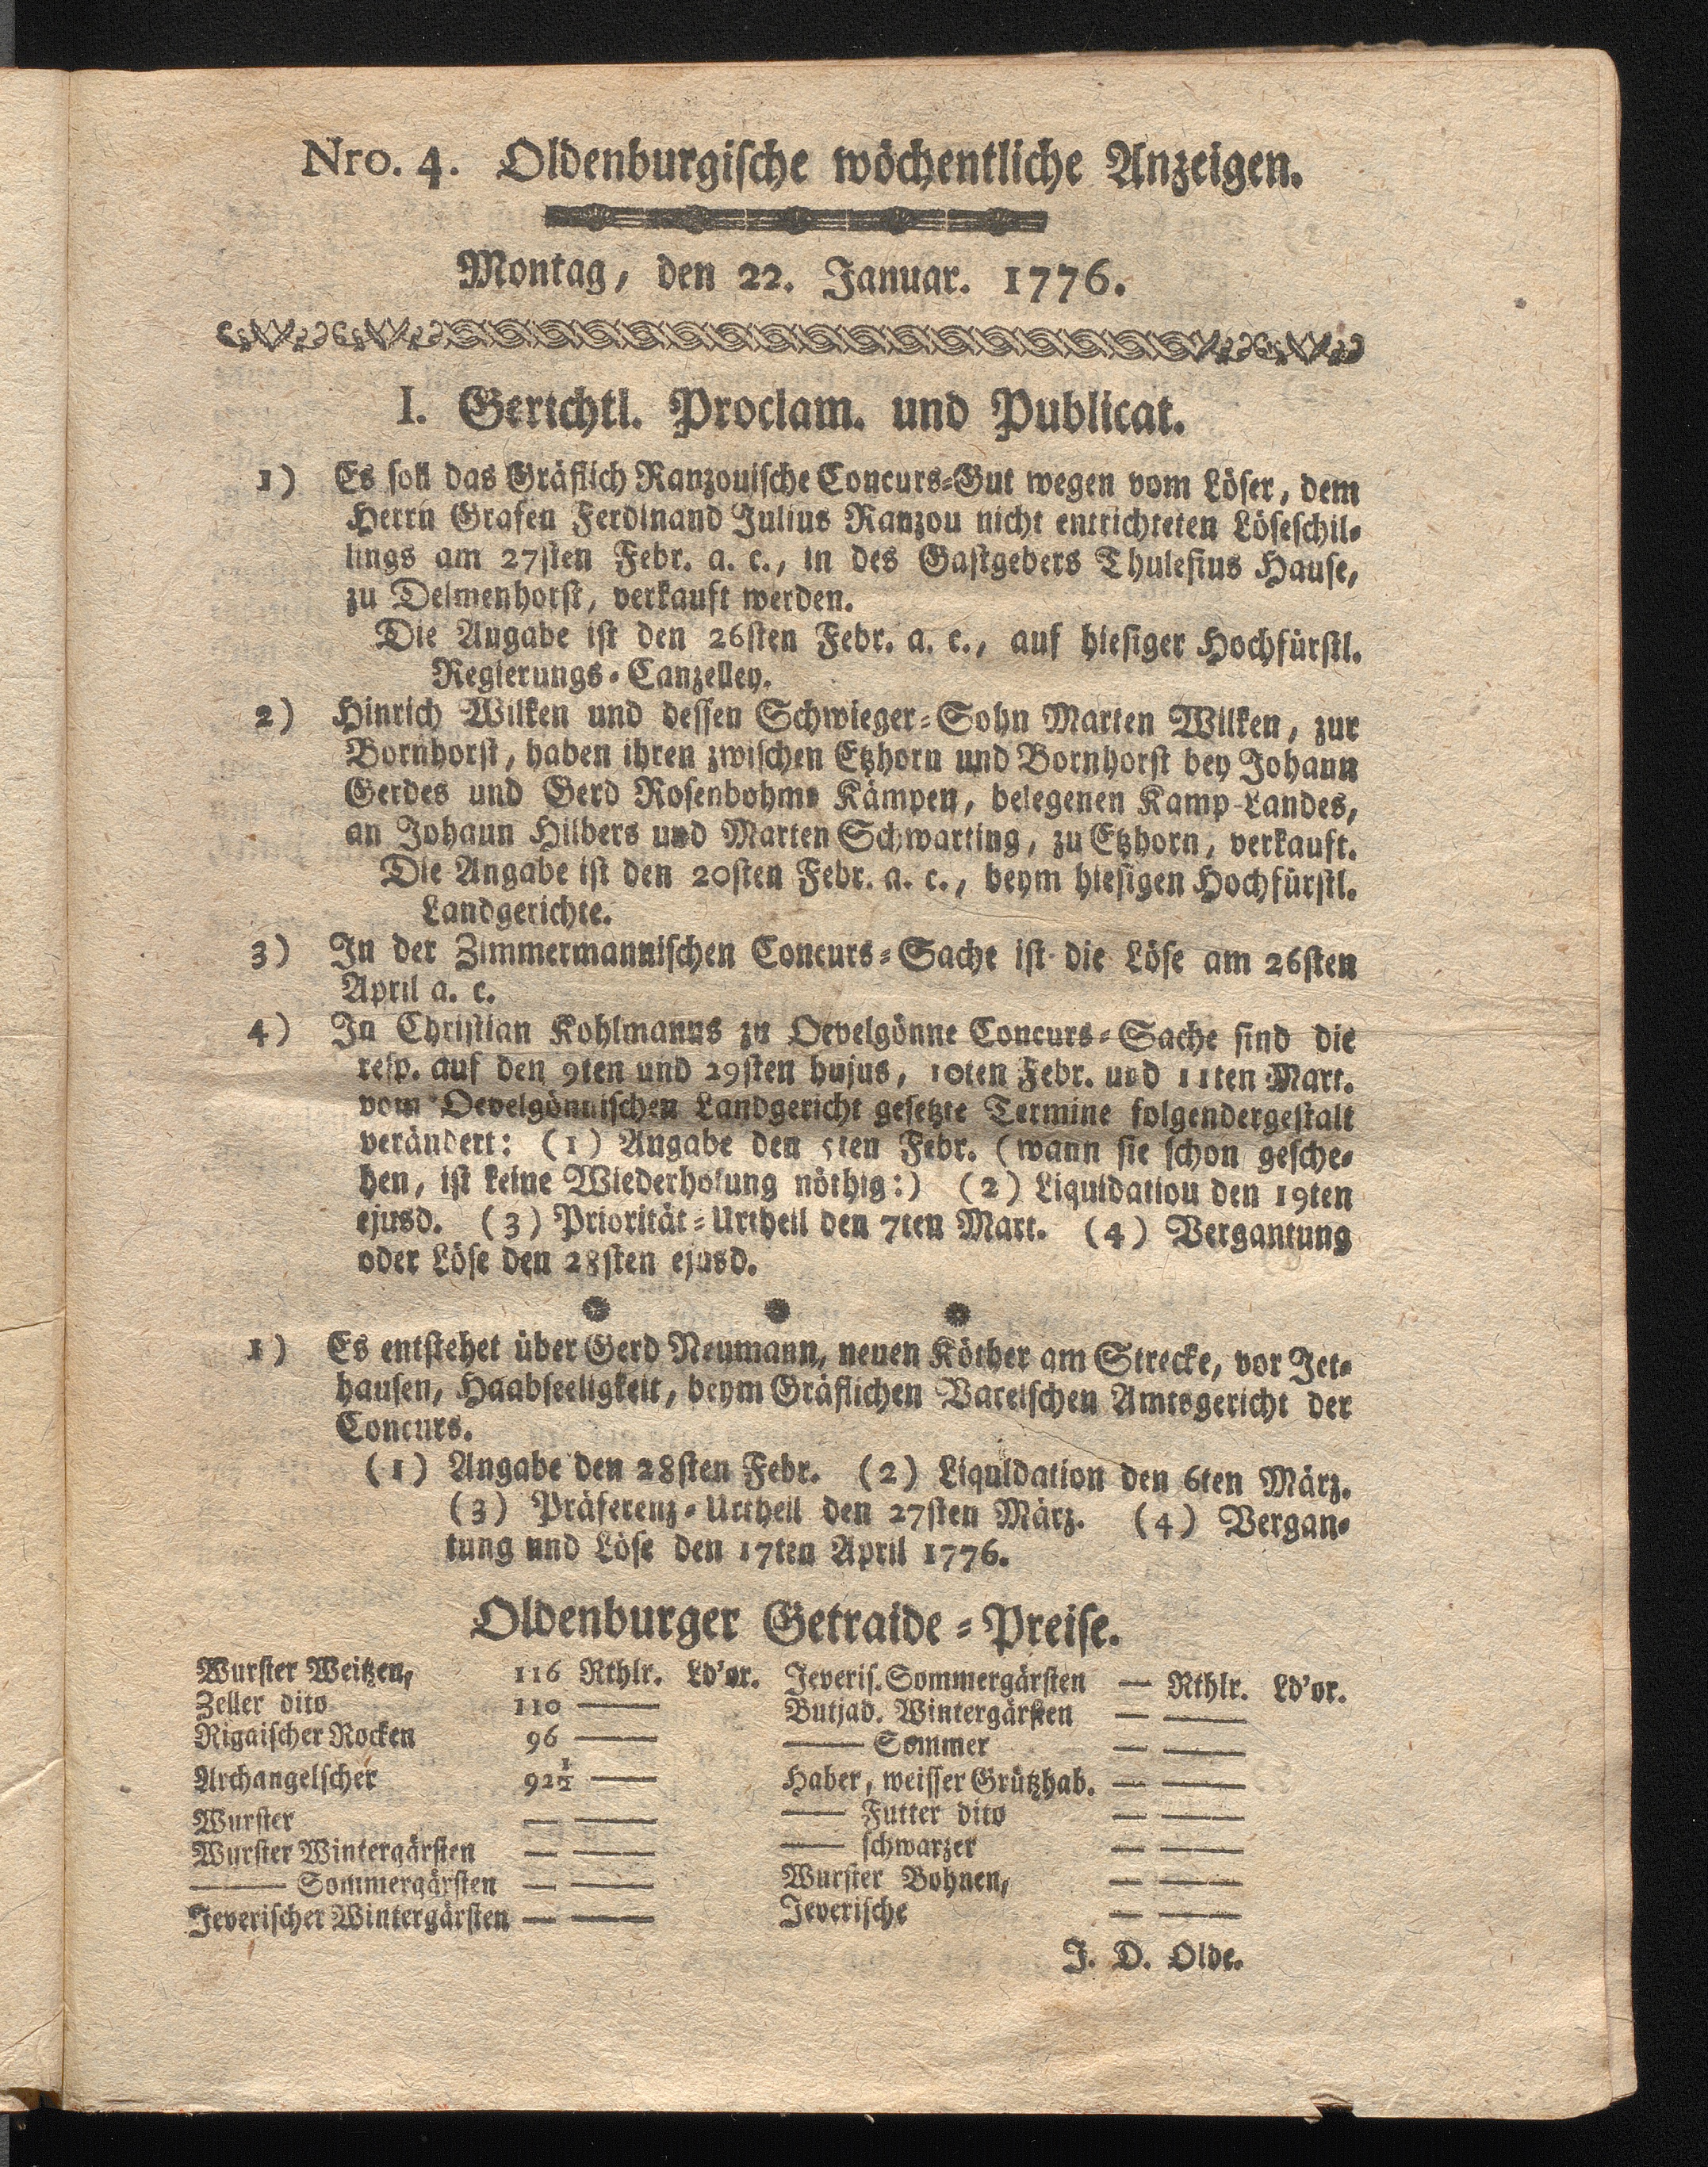 Nro. 4. Oldenburgische wöchentliche Anzeigen.
Montag, den 22. Januar. 1776.
I. Gerichtl. Proclam. und Publicat.
1) Es soll das Gräflich Ranzouische Concurs-Gut wegen vom Löser, dem
Herrn Grafen Ferdinand Julius Ranzou nicht entrichteten Löseschil-
lings am 27sten Febr. a. c., in des Gastgebers Thulesius Hause,
zu Delmenhorst, verkauft werden.
Die Angabe ist den 26sten Febr. a. c., auf hiesiger Hochfürstl.
Regierungs-Canzelley.
2) Hinrich Wilken und dessen Schwieger-Sohn Marten Wilken, zur
Bornhorst, haben ihren zwischen Etzhorn und Bornhorst bey Johann
Gerdes und Gerd Rosenbohms Kämpen, belegenen Kamp-Landes,
an Johann Hilbers und Marten Schwarting, zu Etzhorn, verkauft.
Die Angabe ist den 20sten Febr. a. c., beym hiesigen Hochfürstl.
Landgerichte.
3) In der Zimmermannischen Concurs-Sache ist die Löse am 26sten
April a. c.
4) In Christian Kohlmanns zu Oevelgönne Concurs-Sache sind die
resp. auf den 9ten und 29sten hujus, 10ten Febr. und 11ten Mart.
vom Oevelgönnischen Landgericht gesetzte Termine folgendergestalt
verändert: (1) Angabe den 5ten Febr. (wann sie schon gesche-
hen, ist keine Wiederholung nöthig:) (2) Liquidation den 19ten
ejusd. (3) Priorität-Urtheil den 7ten Mart. (4) Vergantung
oder Löse den 28sten ejusd.
1) Es entstehet über Gerd Neumann, neuen Köther am Strecke, vor Jet-
hausen, Haabseeligkeit, beym Gräflichen Varelschen Amtsgericht der
Concurs.
(1) Angabe den 28sten Febr. (2) Liquidation den 6ten März.
(3) Präferenz-Urtheil den 27sten März. (4) Vergan-
tung und Löse den 17ten April 1776.
Oldenburger Getraide-Preise.
Wurster Weitzen, 116 Rthlr. Ld'or.
Zeller dito 110 —
Rigaischer Rocken 96 —
Archangelscher 92½ —
Wurster — —
Wurster Wintergärsten — —
— Sommergärsten — —
Jeverischer Wintergärsten — —
Jeveris. Sommergärsten — Rthlr. Ld'or.
Butjad. Wintergärsten — —
— Sommer — —
Haber, weisser Grützhab. — —
— Futter dito — —
— schwarzer — —
Wurster Bohnen, — —
Jeverische — —
J. D. Olde.